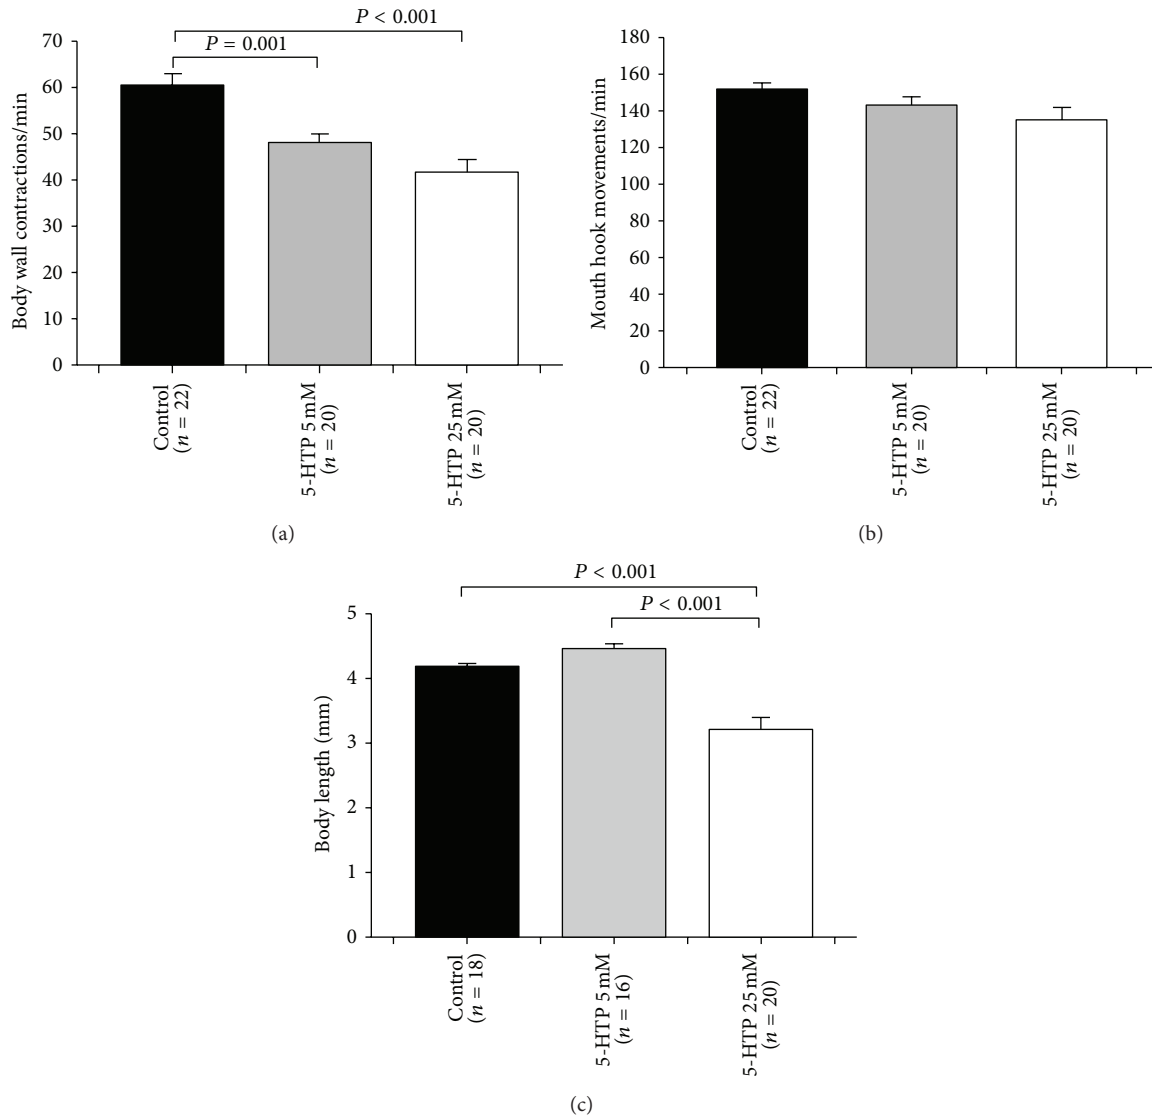 P < 0.001
P = 0.001
70
60
50
40
30
20
10
0
Body wall contractions/min
Control
(n = 22)
5-HTP 5 mM
(n = 20)
5-HTP 25 mM
(n = 20)
(a)
180
160
140
120
100
80
60
40
20
0
Mouth hook movements/min
Control
(n = 22)
5-HTP 5 mM
(n = 20)
5-HTP 25 mM
(n = 20)
(b)
P < 0.001
P < 0.001
5
4
3
2
1
0
Body length (mm)
Control
(n = 18)
5-HTP 5 mM
(n = 16)
5-HTP 25 mM
(n = 20)
(c)